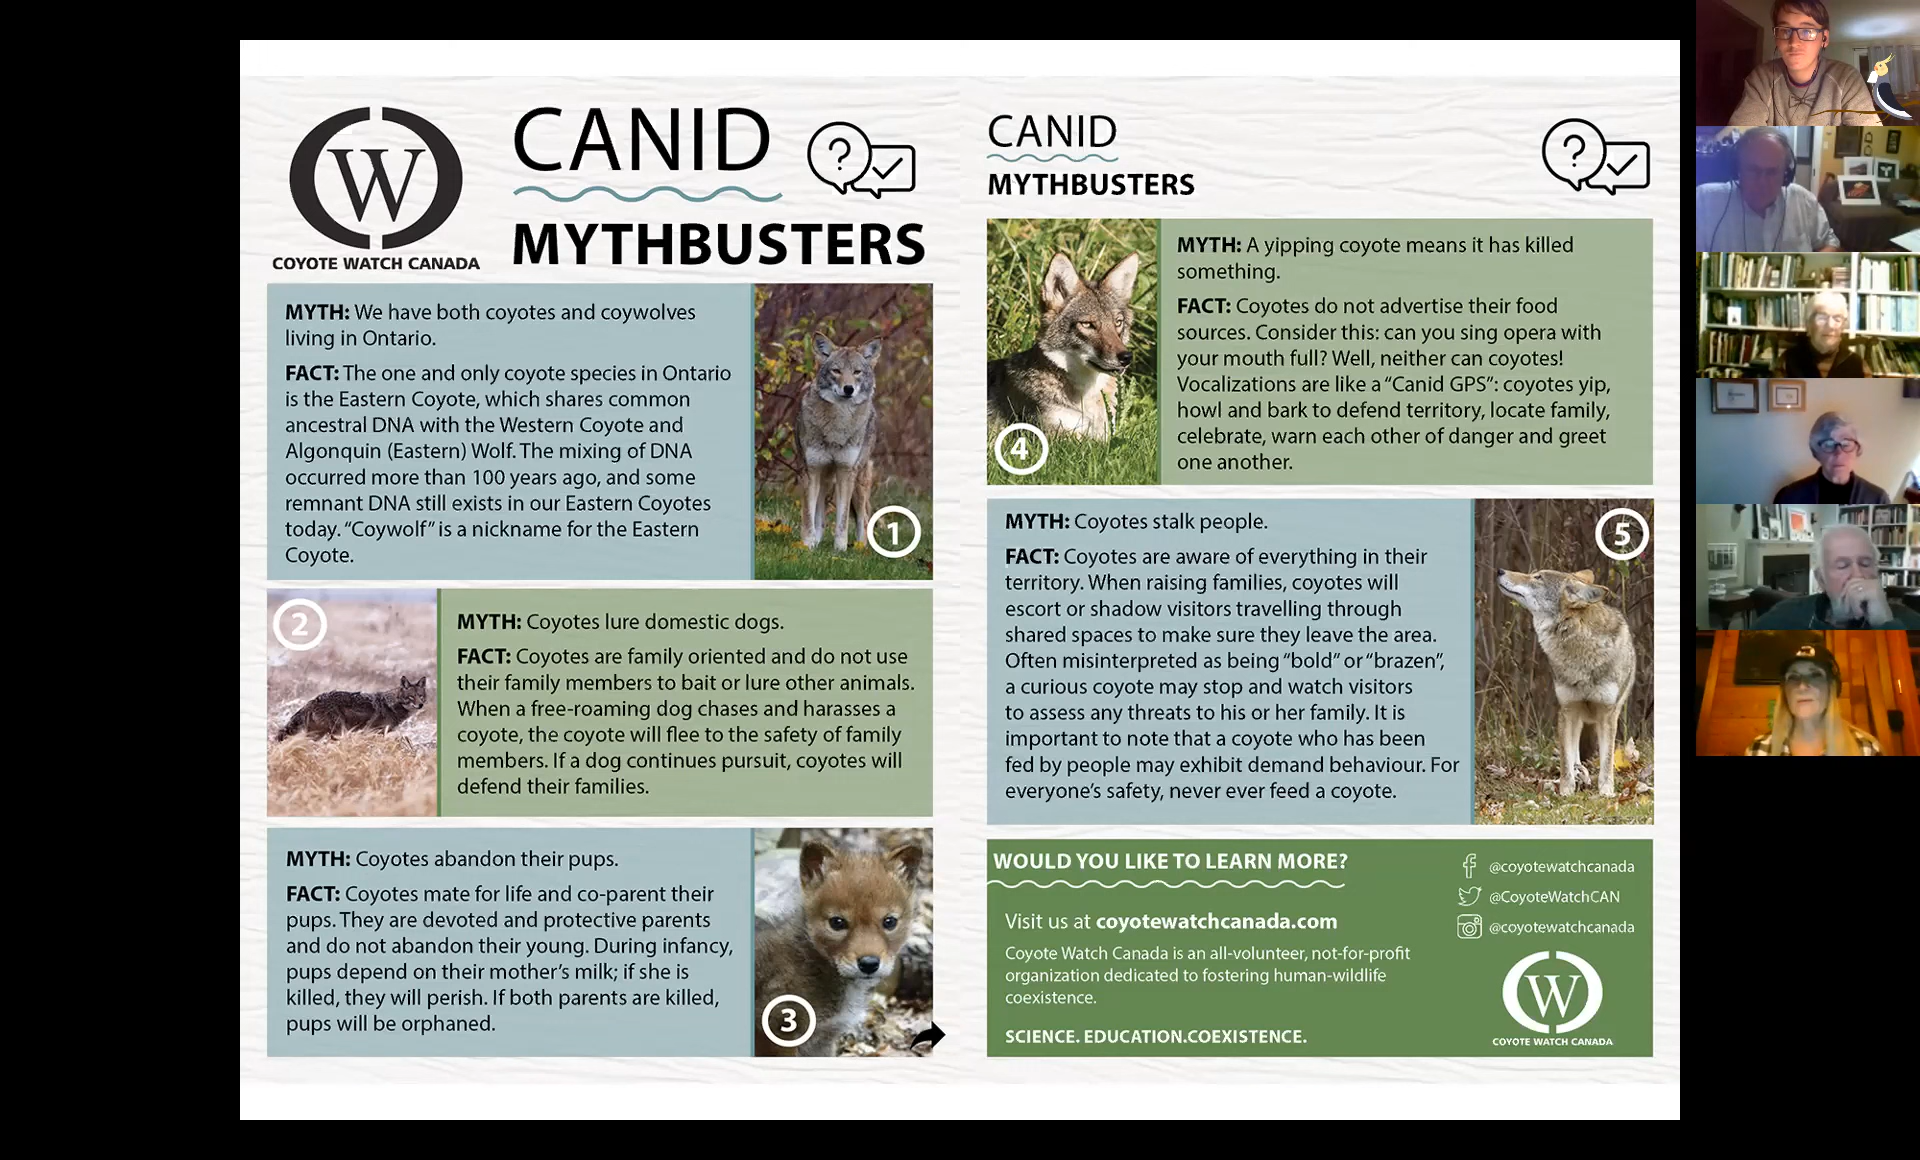 W
COYOTE WATCH CANADA
CANID
MYTHBUSTERS
?
MYTH: We have both coyotes and coywolves
living in Ontario.
FACT: The one and only coyote species in Ontario
is the Eastern Coyote, which shares common
ancestral DNA with the Western Coyote and
Algonquin (Eastern) Wolf. The mixing of DNA
occurred more than 100 years ago, and some
remnant DNA still exists in our Eastern Coyotes
today. “Coywolf” is a nickname for the Eastern
Coyote.
1
2
MYTH: Coyotes lure domestic dogs.
FACT: Coyotes are family oriented and do not use
their family members to bait or lure other animals.
When a free-roaming dog chases and harasses a
coyote, the coyote will flee to the safety of family
members. If a dog continues pursuit, coyotes will
defend their families.
MYTH: Coyotes abandon their pups.
FACT: Coyotes mate for life and co-parent their
pups. They are devoted and protective parents
and do not abandon their young. During infancy,
pups depend on their mother’s milk; if she is
killed, they will perish. If both parents are killed,
pups will be orphaned.
3
CANID
MYTHBUSTERS
?
4
MYTH: A yipping coyote means it has killed
something.
FACT: Coyotes do not advertise their food
sources. Consider this: can you sing opera with
your mouth full? Well, neither can coyotes!
Vocalizations are like a “Canid GPS”: coyotes yip,
howl and bark to defend territory, locate family,
celebrate, warn each other of danger and greet
one another.
MYTH: Coyotes stalk people.
FACT: Coyotes are aware of everything in their
territory. When raising families, coyotes will
escort or shadow visitors travelling through
shared spaces to make sure they leave the area.
Often misinterpreted as being “bold” or “brazen”,
a curious coyote may stop and watch visitors
to assess any threats to his or her family. It is
important to note that a coyote who has been
fed by people may exhibit demand behaviour. For
everyone’s safety, never ever feed a coyote.
5
WOULD YOU LIKE TO LEARN MORE?
Visit us at coyotewatchcanada.com
Coyote Watch Canada is an all-volunteer, not-for-profit
organization dedicated to fostering human-wildlife
coexistence.
SCIENCE. EDUCATION.COEXISTENCE.
@coyotewatchcanada
@CoyoteWatchCAN
@coyotewatchcanada
W
COYOTE WATCH CANADA